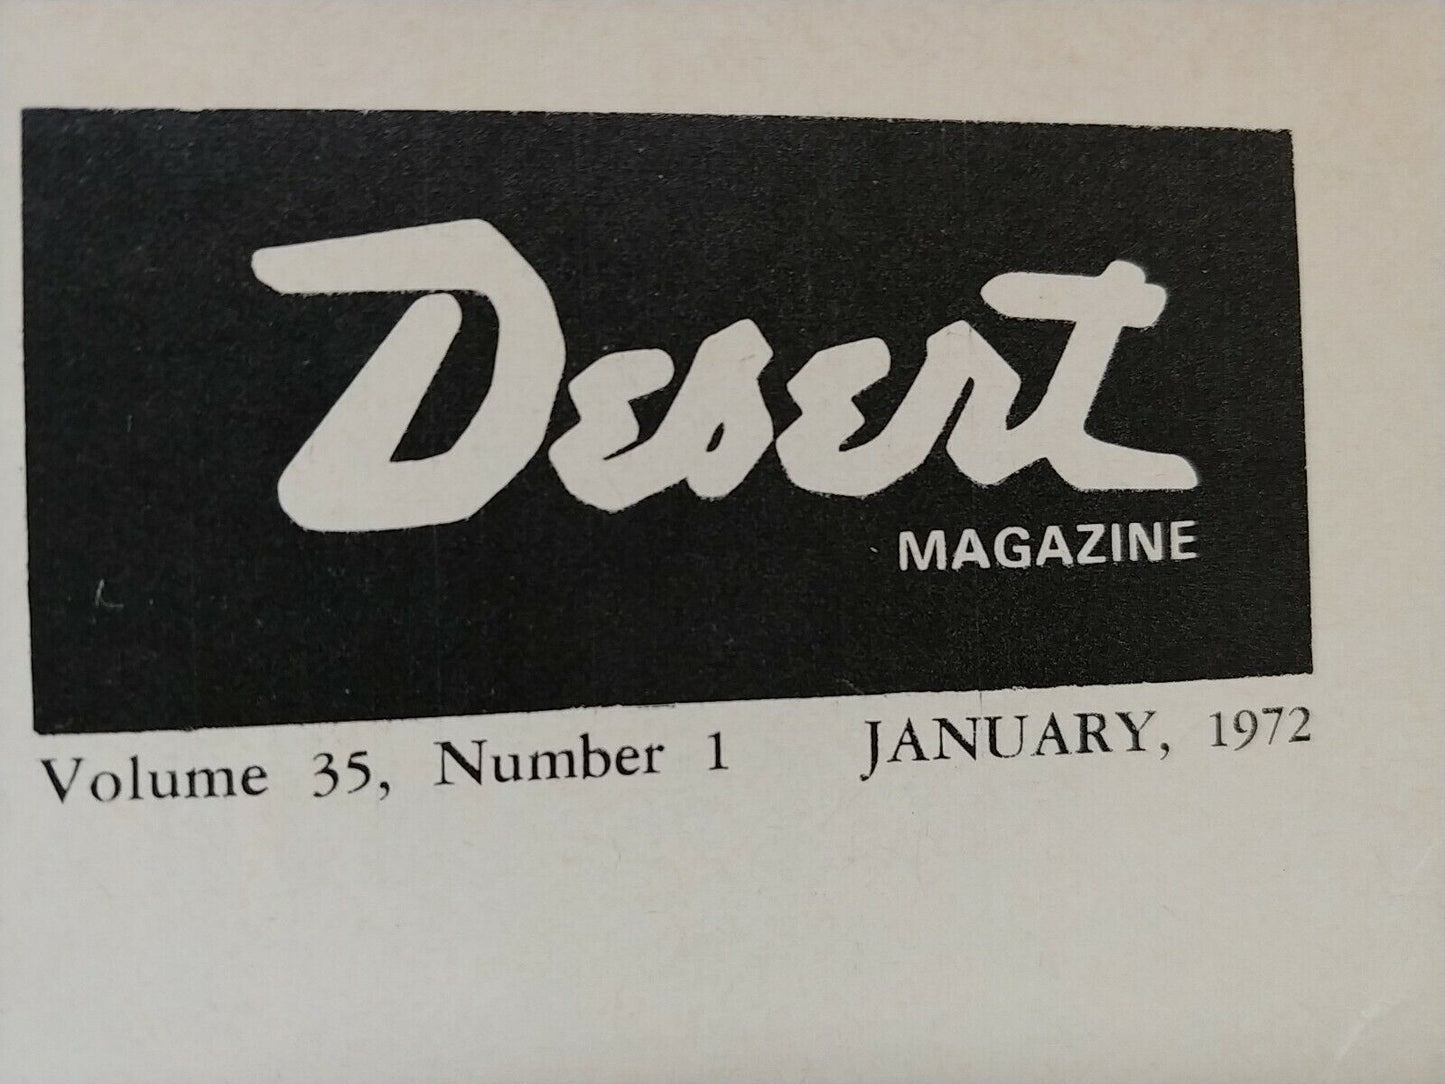 Desert
MAGAZINE
Volume 35, Number 1 JANUARY, 1972